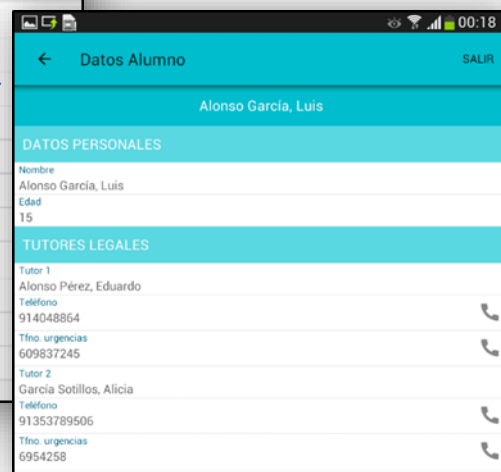 00:18
Datos Alumno
SALIR
Alonso García, Luis
DATOS PERSONALES
Nombre
Alonso García, Luis
Edad
15
TUTORES LEGALES
Tutor 1
Alonso Pérez, Eduardo
Teléfono
914048864
Tfno. urgencias
609837245
Tutor 2
García Sotillos, Alicia
Teléfono
91353789506
Tfno. urgencias
6954258